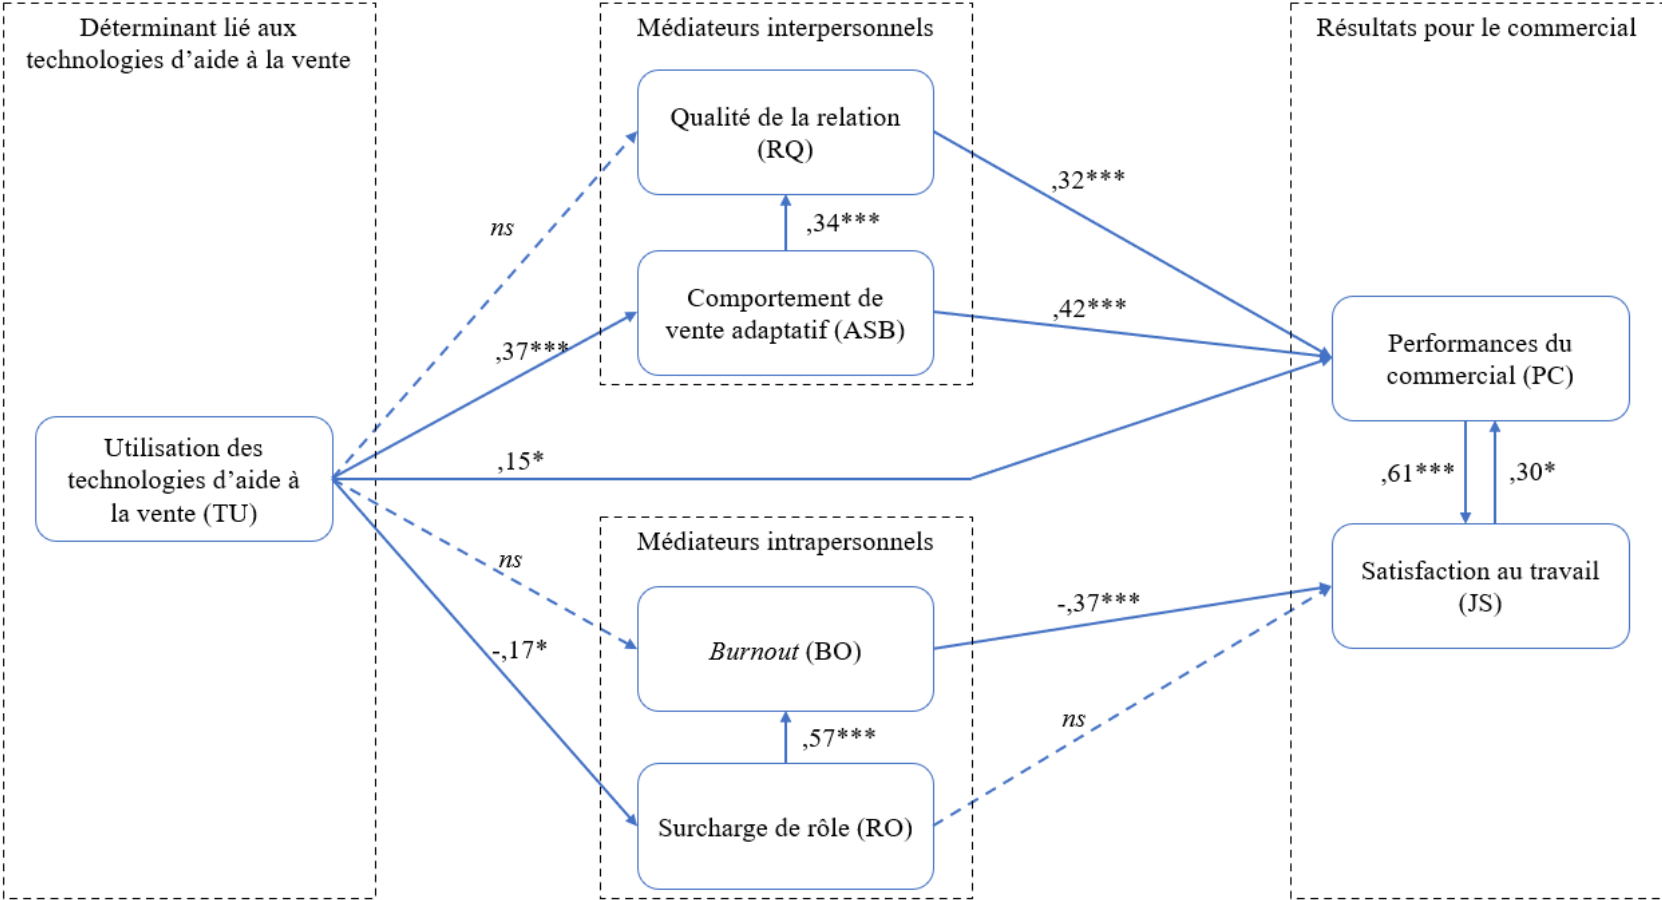 Déterminant lié aux
technologies d’aide à la vente
Utilisation des
technologies d’aide à
la vente (TU)
ns
,37***
,15*
ns
-,17*
Médiateurs interpersonnels
Qualité de la relation
(RQ)
,34***
Comportement de
vente adaptatif (ASB)
Médiateurs intrapersonnels
Burnout (BO)
,57***
Surcharge de rôle (RO)
,32***
,42***
-,37***
ns
Résultats pour le commercial
Performances du
commercial (PC)
,61***
,30*
Satisfaction au travail
(JS)